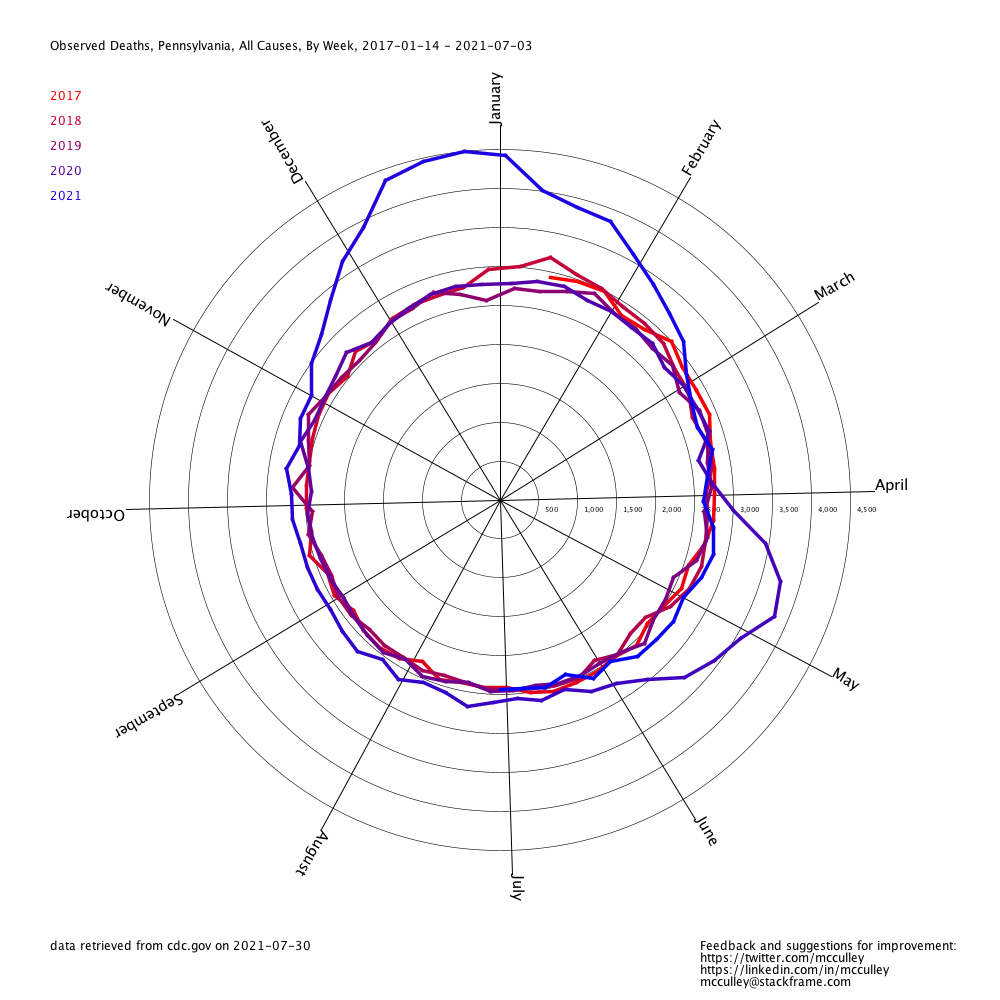 Observed Deaths, Pennsylvania, All Causes, By Week, 2017-01-14 - 2021-07-03
2017
2018
2019
2020
2021
January
February
March
April
May
June
July
August
September
October
November
December
500
1,000
1,500
2,000
2,500
3,000
3,500
4,000
4,500
data retrieved from cdc.gov on 2021-07-30
Feedback and suggestions for improvement:
https://twitter.com/mcculley
https://linkedin.com/in/mcculley
mcculley@stackframe.com